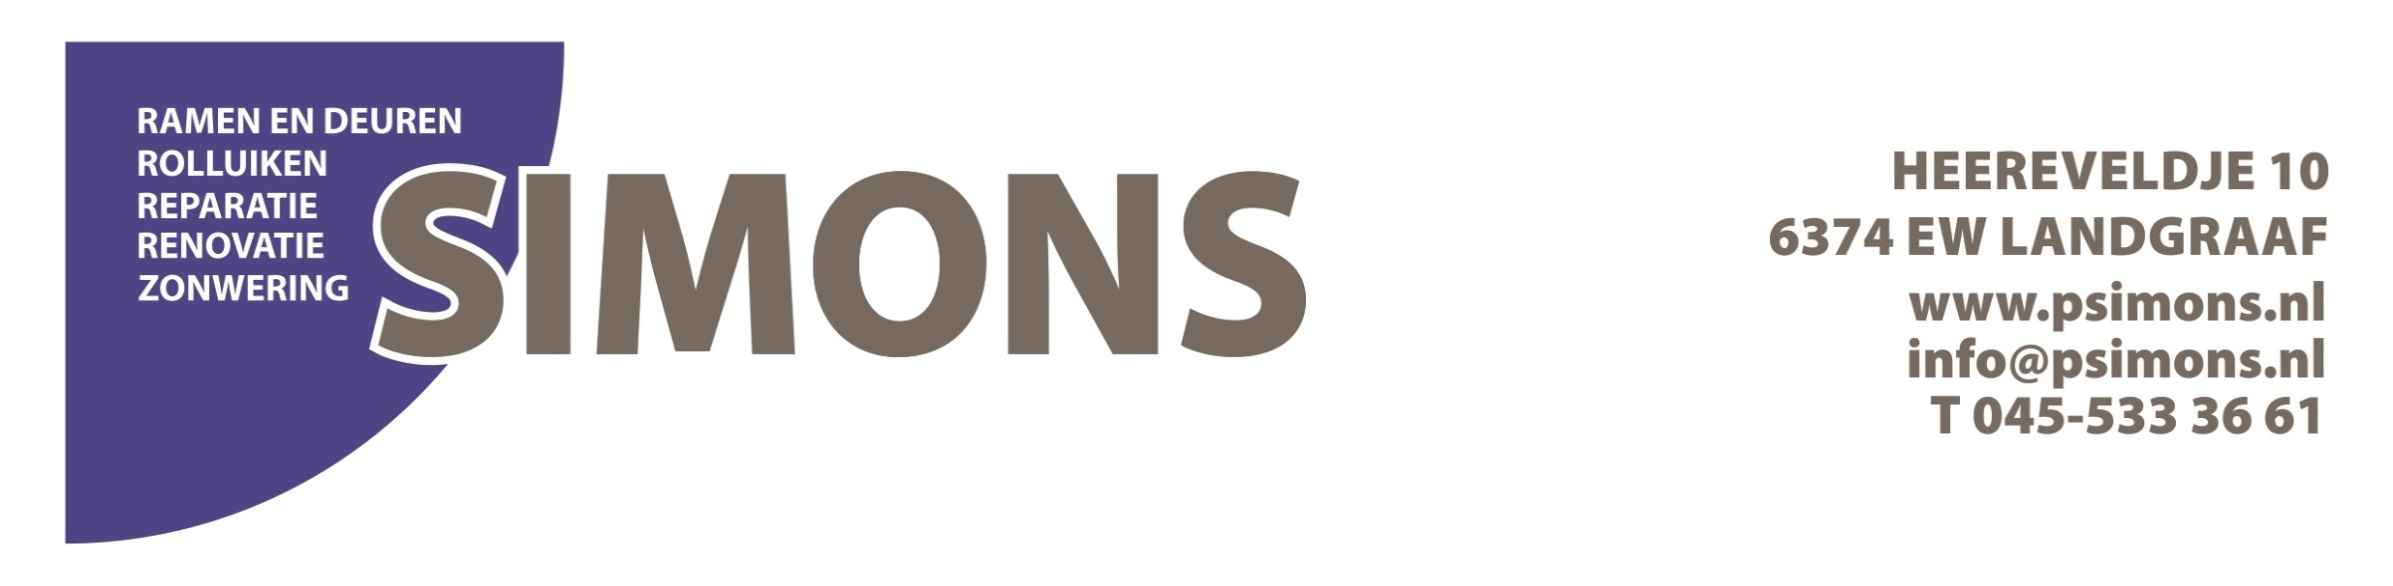 RAMEN EN DEUREN
ROLLUIKEN
REPARATIE
RENOVATIE
ZONWERING
SIMONS
HEEREVELDJE 10
6374 EW LANDGRAAF
www.psimons.nl
info@psimons.nl
T 045-533 36 61